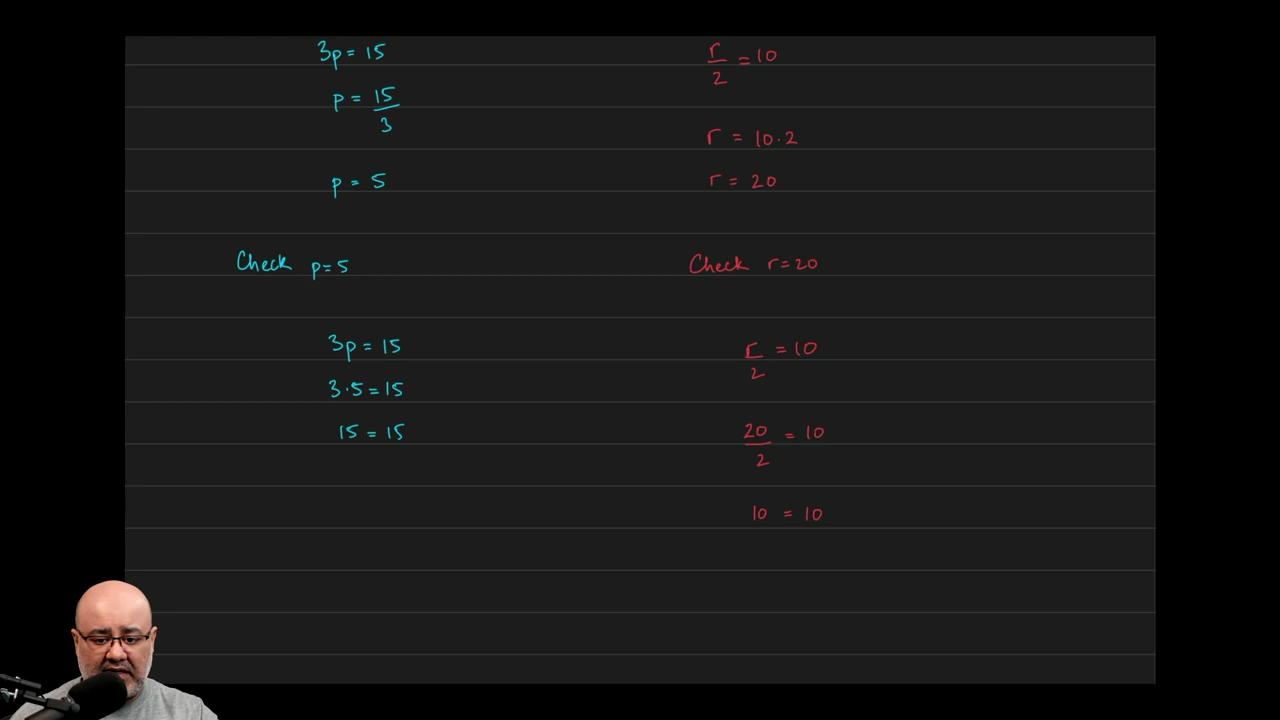 3p = 15
p = 15/3
p = 5
Check p=5
3p = 15
3·5 = 15
15 = 15
r/2 = 10
r = 10·2
r = 20
Check r=20
r/2 = 10
20/2 = 10
10 = 10